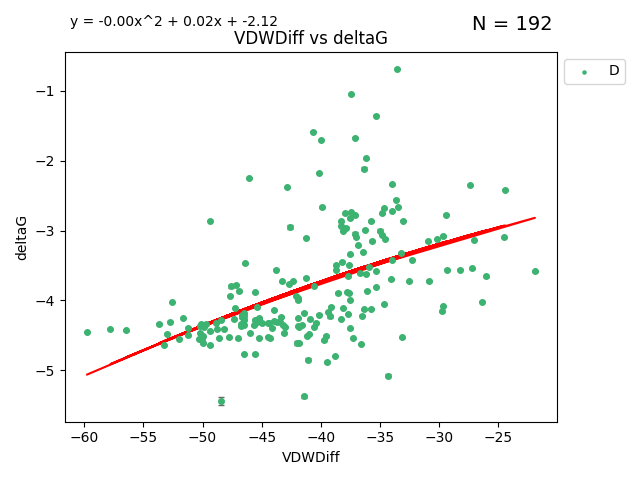 y = -0.00x^2 + 0.02x + -2.12
N = 192
VDWDiff vs deltaG
D
−1
−2
−3
−4
−5
deltaG
−60 −55 −50 −45 −40 −35 −30 −25
VDWDiff